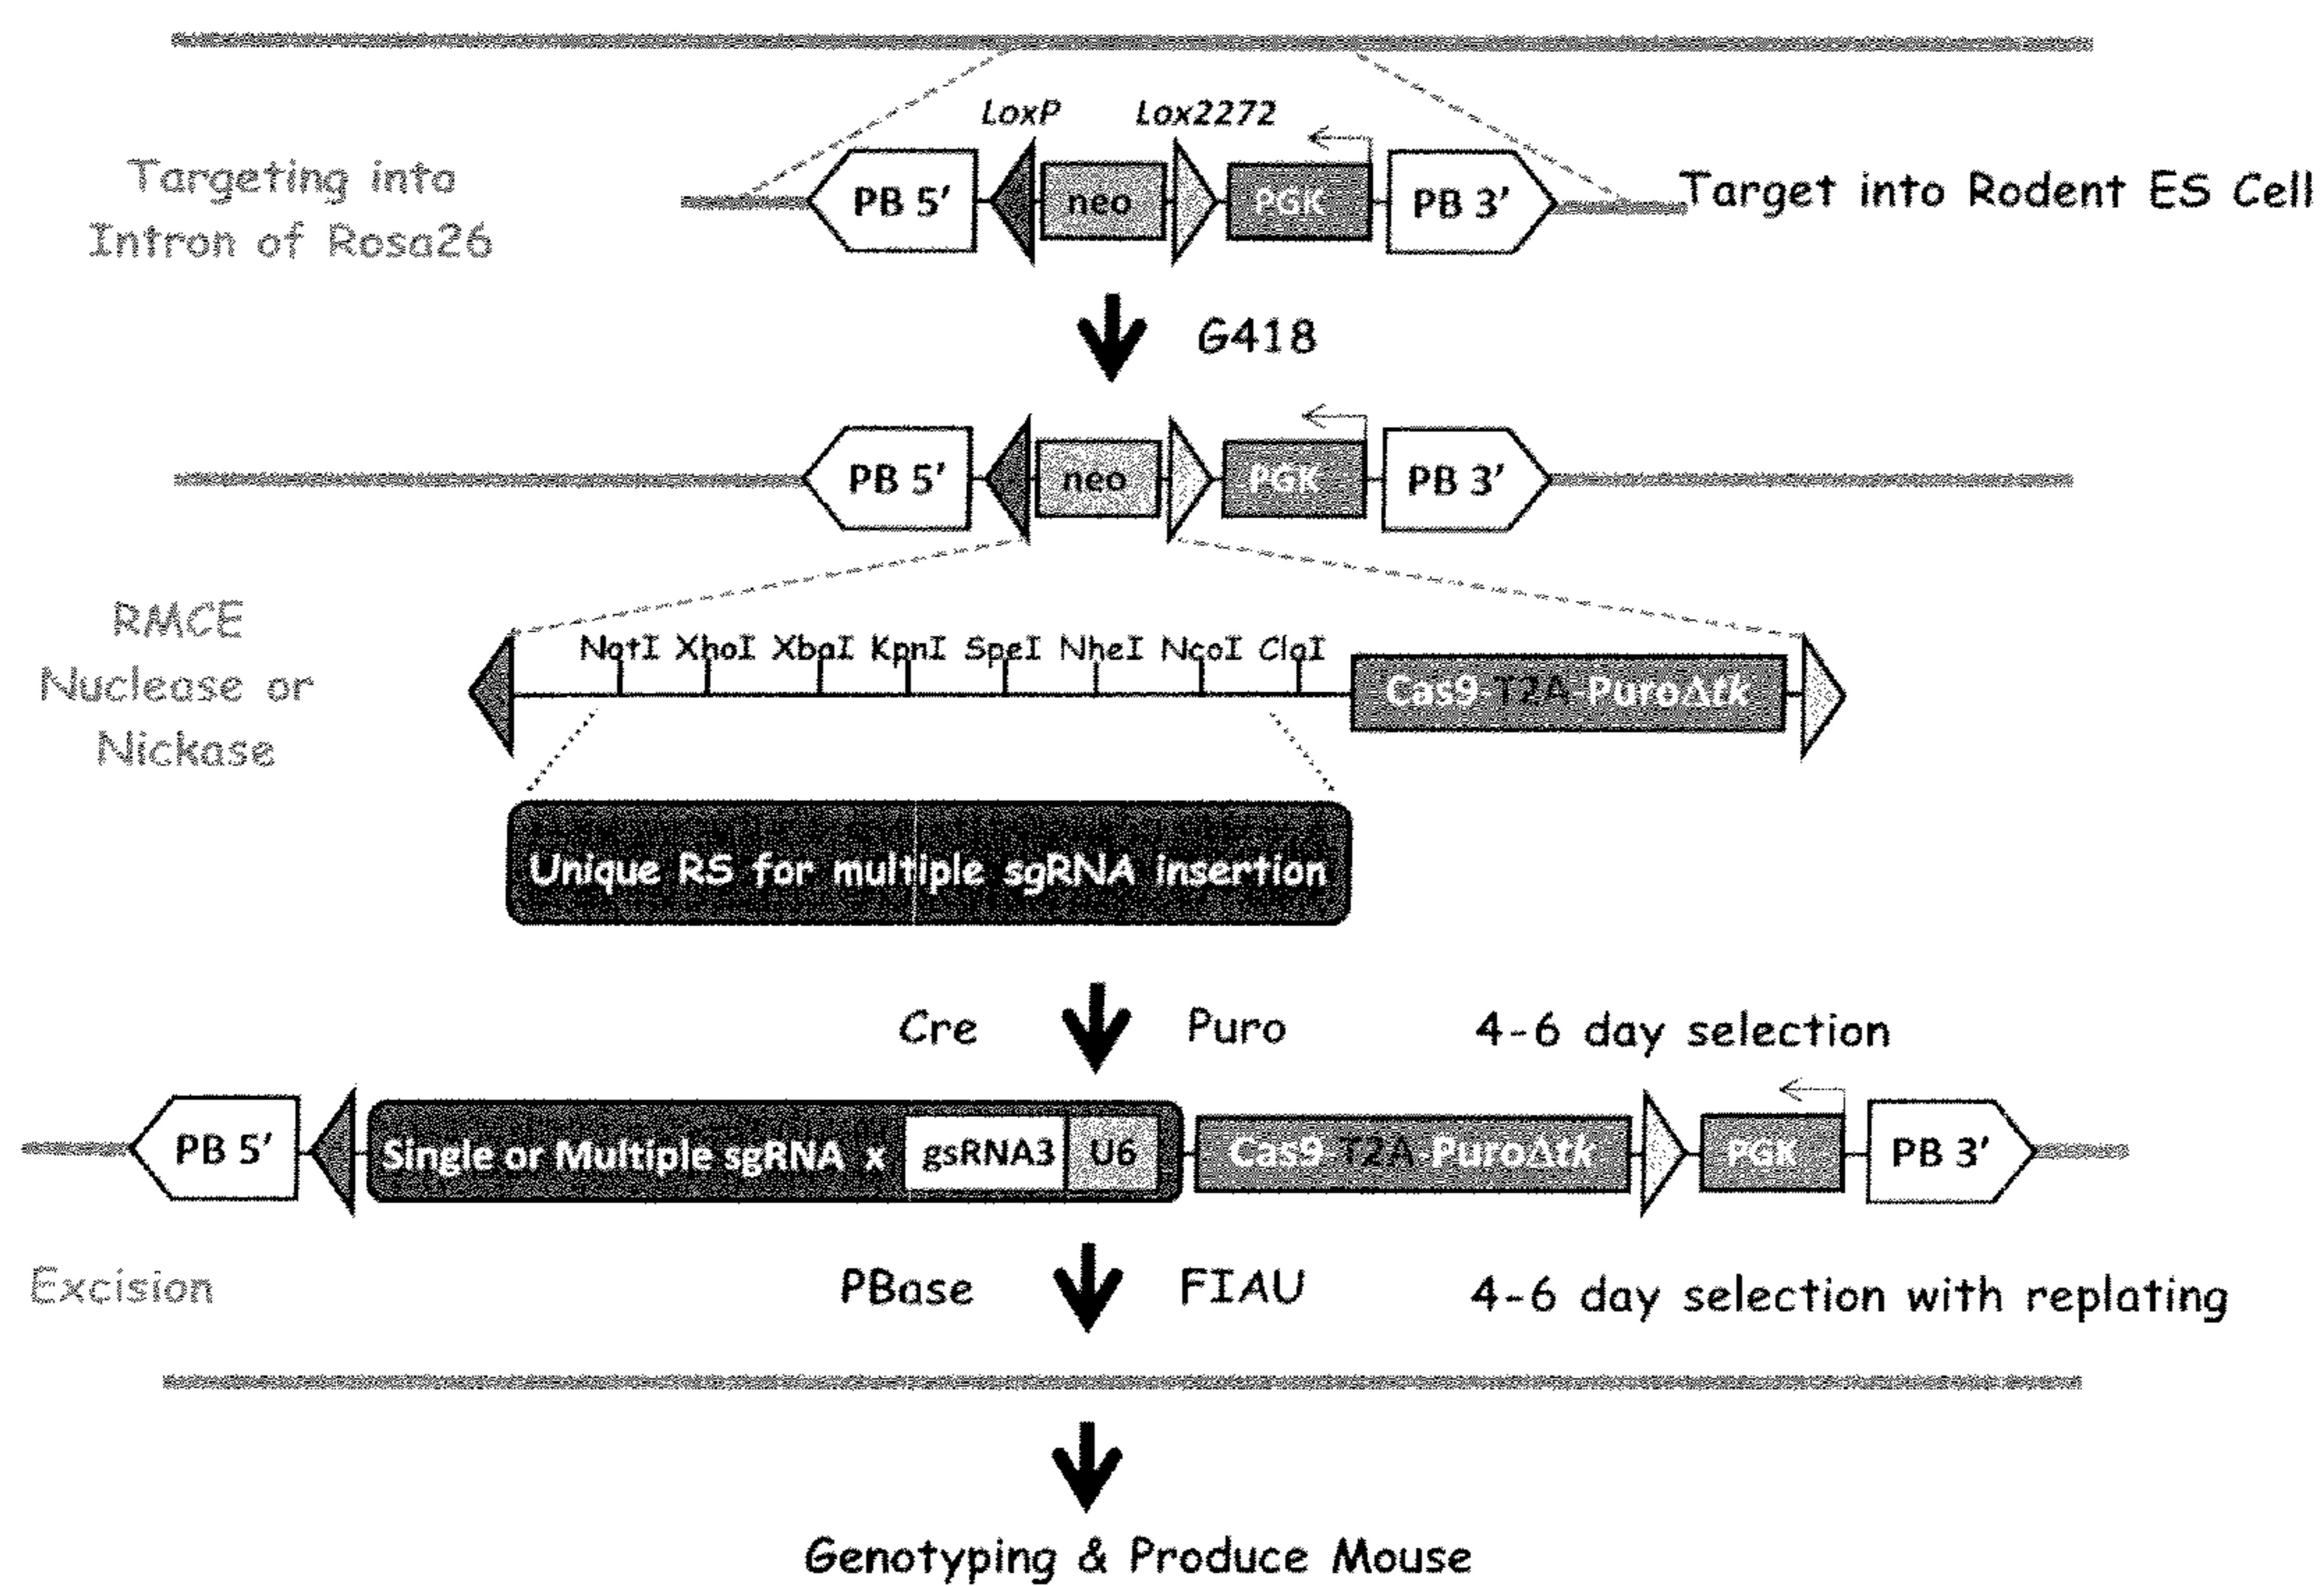 LoxP Lox2272
Targeting into
Intron of Rosa26
PB 5' neo PGK PB 3'
Target into Rodent ES Cell
G418
PB 5' neo PGK PB 3'
RMCE
Nuclease or
Nickase
NotI XhoI XbaI KpnI SpeI NheI NcoI ClaI
Cas9-T2A-PuroΔtk
Unique RS for multiple sgRNA insertion
Cre Puro 4-6 day selection
PB 5' Single or Multiple sgRNA x gsRNA3 U6 Cas9-T2A-PuroΔtk PGK PB 3'
Excision
PBase FIAU 4-6 day selection with replating
Genotyping & Produce Mouse